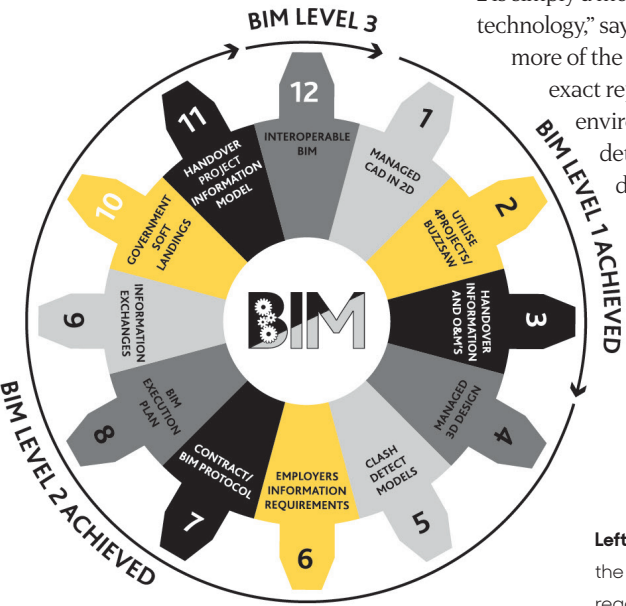 BIM LEVEL 3
BIM LEVEL 1 ACHIEVED
BIM LEVEL 2 ACHIEVED
1
MANAGED
CAD IN 2D
2
UTILISE
4PROJECTS/
BUZZSAW
3
HANDOVER
INFORMATION
AND O&M'S
4
MANAGED
3D DESIGN
5
CLASH
DETECT
MODELS
6
EMPLOYERS
INFORMATION
REQUIREMENTS
7
CONTRACT/
BIM PROTOCOL
8
BIM
EXECUTION
PLAN
9
INFORMATION
EXCHANGES
10
GOVERNMENT
SOFT
LANDINGS
11
HANDOVER
PROJECT
INFORMATION
MODEL
12
INTEROPERABLE
BIM
BIM
technology,” say
more of the
exact re
enviro
det
d
Left
the